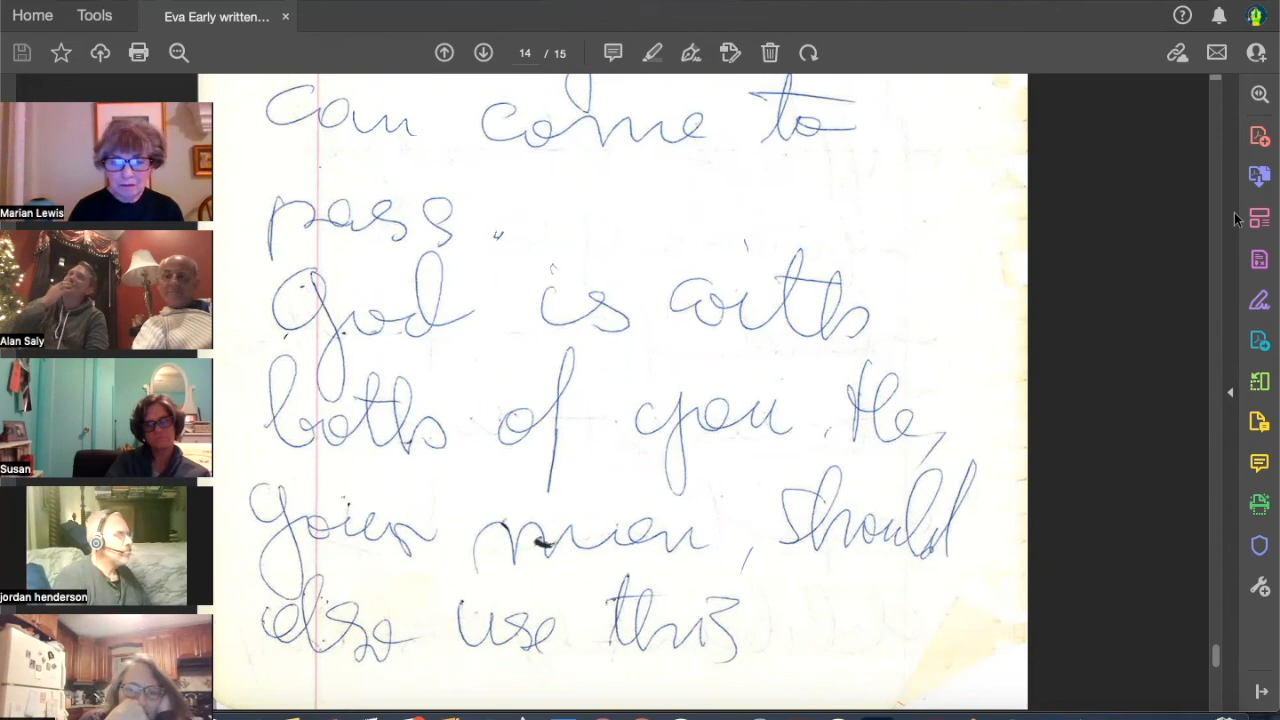 Home
Tools
Eva Early written...
14 / 15
can come to
pass.
God is with
both of you. He,
your man, should
also use this
Marian Lewis
Alan Saly
Susan
jordan henderson